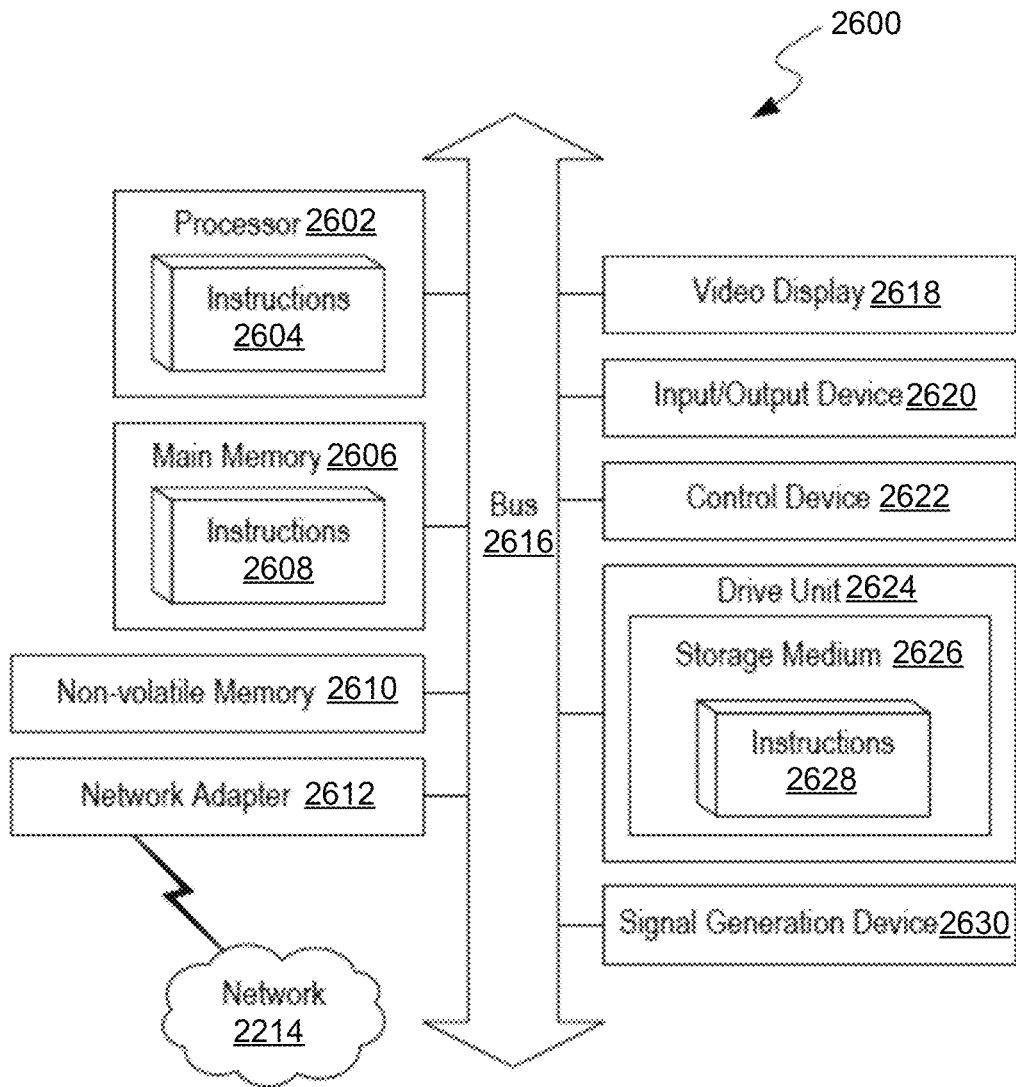 2600
Processor 2602
Instructions
2604
Main Memory 2606
Instructions
2608
Non-volatile Memory 2610
Network Adapter 2612
Network
2214
Bus
2616
Video Display 2618
Input/Output Device 2620
Control Device 2622
Drive Unit 2624
Storage Medium 2626
Instructions
2628
Signal Generation Device 2630